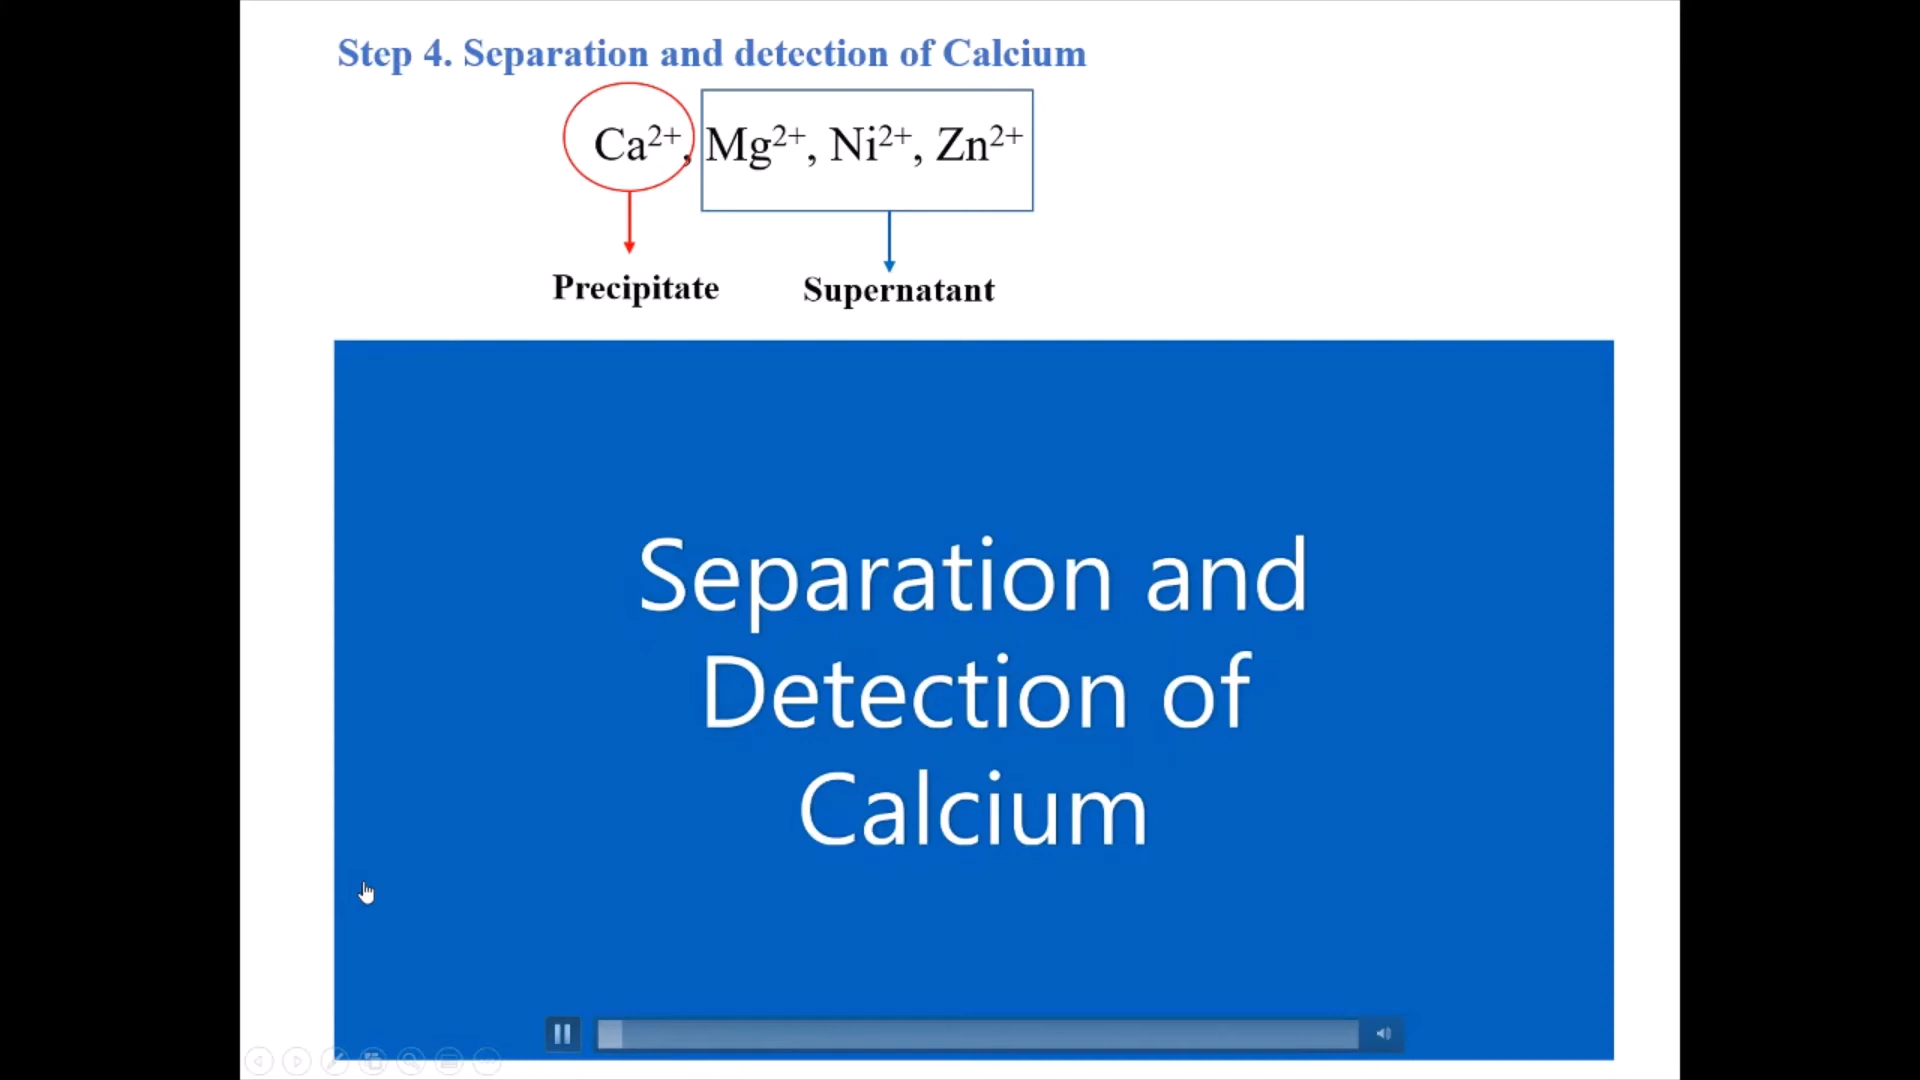 Step 4. Separation and detection of Calcium
Ca²⁺, Mg²⁺, Ni²⁺, Zn²⁺
Precipitate Supernatant
Separation and
Detection of
Calcium